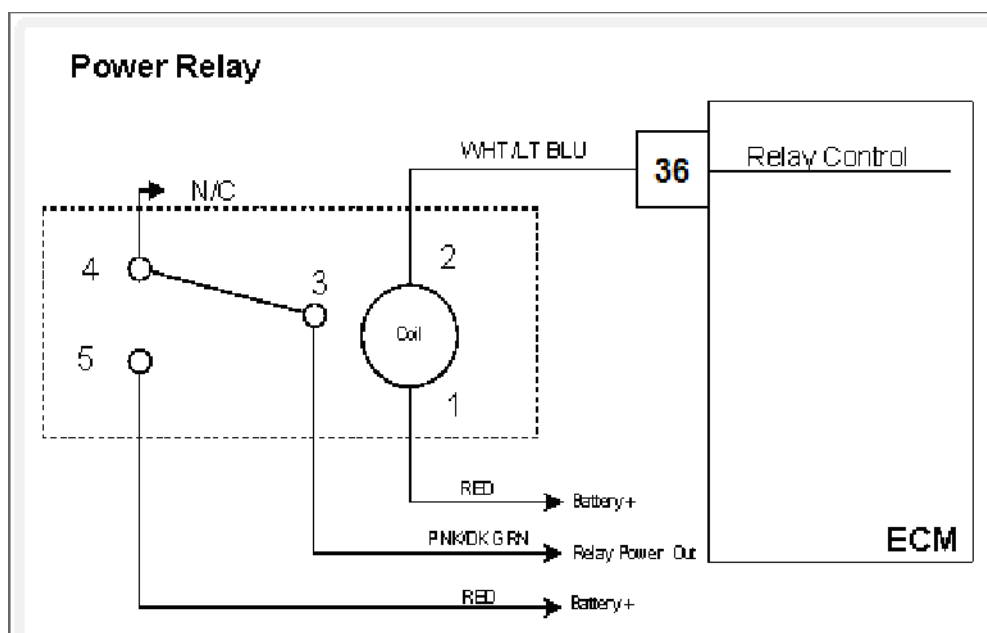 Power Relay
WHT/LT BLU
36
Relay Control
N/C
4
3
2
Coil
5
1
RED
Battery+
PNK/DK GRN
Relay Power Out
ECM
RED
Battery+